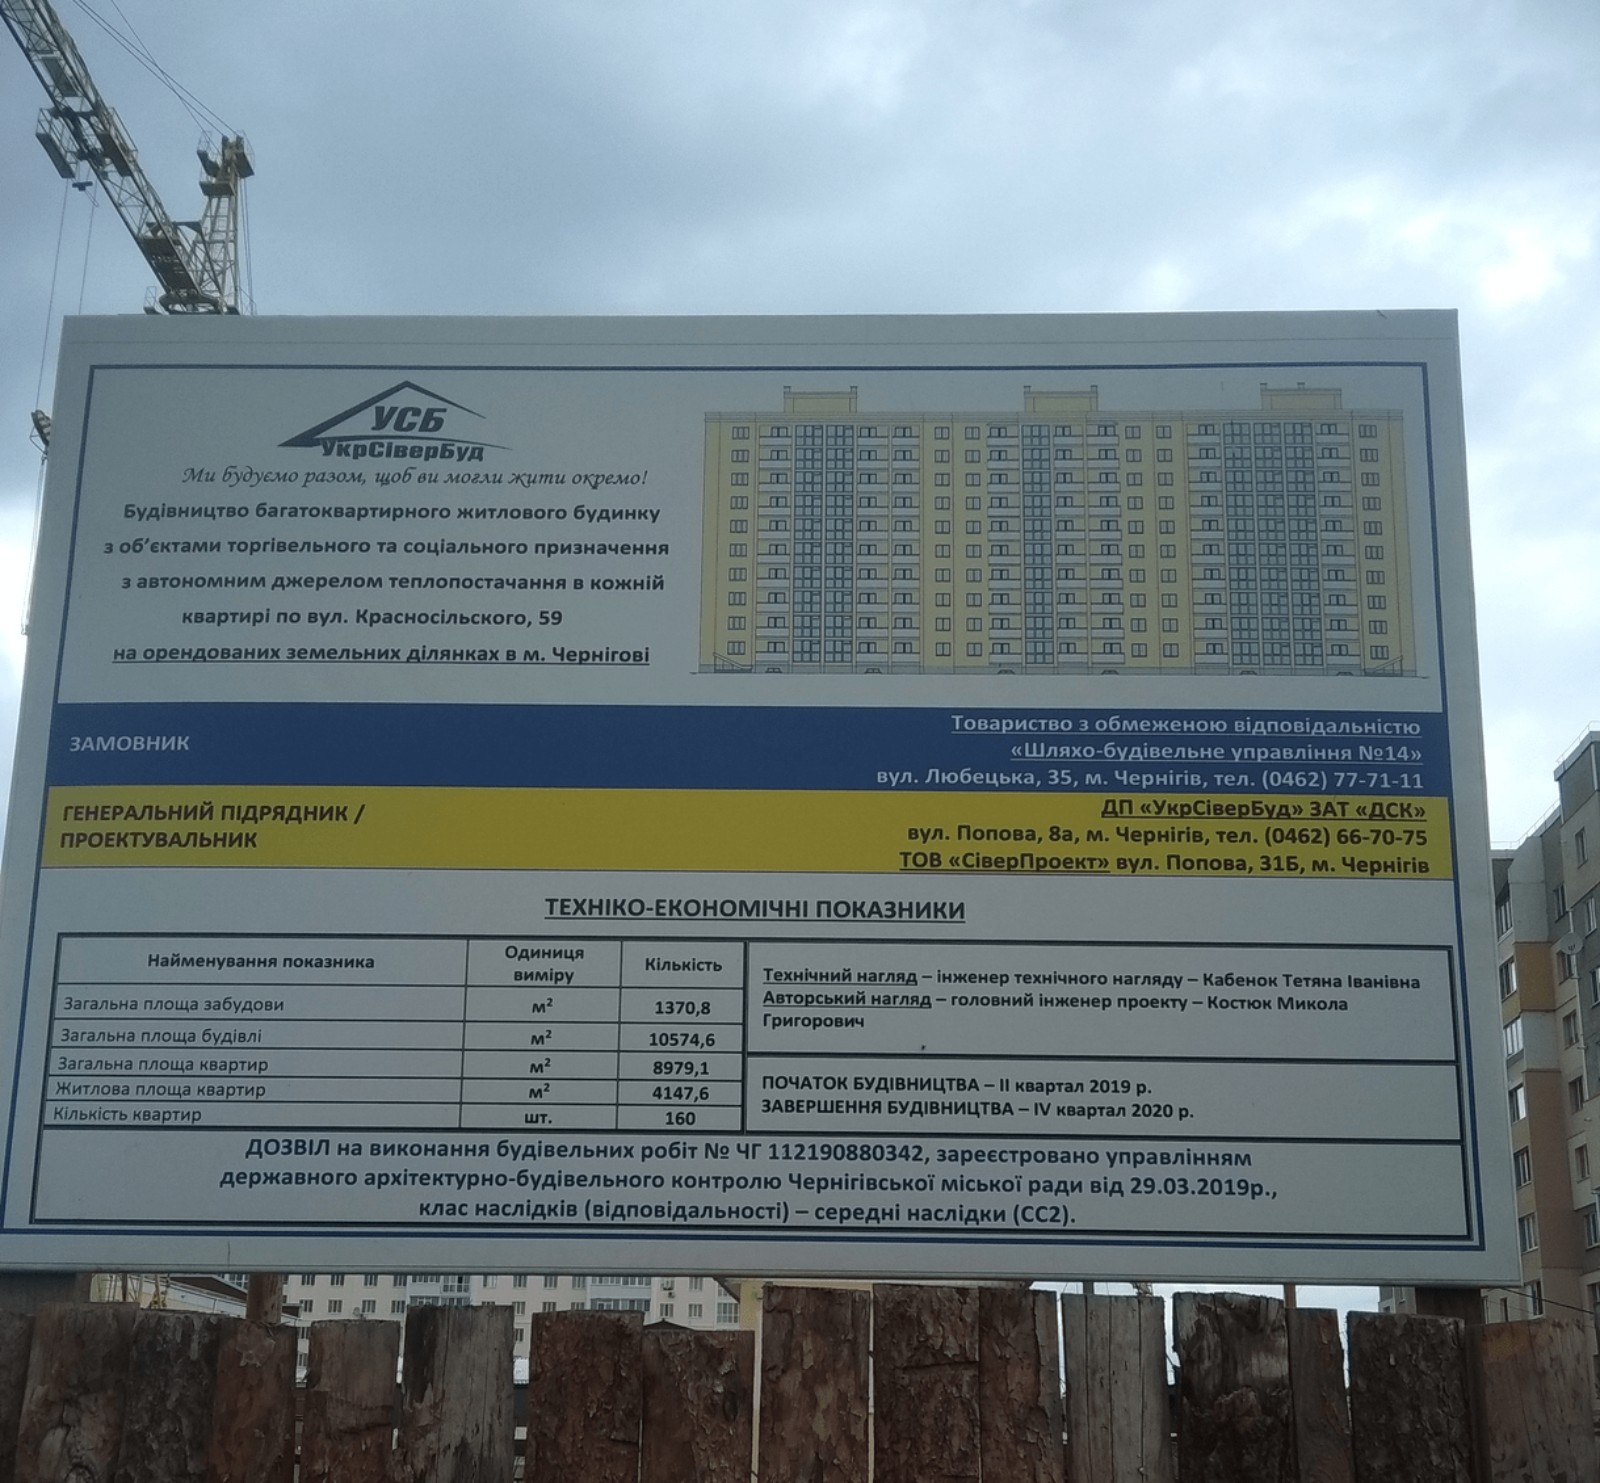 УСБ
УкрСіверБуд
Ми будуємо разом, щоб ви могли жити окремо!
Будівництво багатоквартирного житлового будинку
з об’єктами торгівельного та соціального призначення
з автономним джерелом теплопостачання в кожній
квартирі по вул. Красносільского, 59
на орендованих земельних ділянках в м. Чернігові
ЗАМОВНИК
Товариство з обмеженою відповідальністю
«Шляхо-будівельне управління №14»
вул. Любецька, 35, м. Чернігів, тел. (0462) 77-71-11
ГЕНЕРАЛЬНИЙ ПІДРЯДНИК /
ПРОЕКТУВАЛЬНИК
ДП «УкрСіверБуд» ЗАТ «ДСК»
вул. Попова, 8а, м. Чернігів, тел. (0462) 66-70-75
ТОВ «СіверПроект» вул. Попова, 31Б, м. Чернігів
ТЕХНІКО-ЕКОНОМІЧНІ ПОКАЗНИКИ
Найменування показника Одиниця виміру Кількість
Загальна площа забудови м² 1370,8
Загальна площа будівлі м² 10574,6
Загальна площа квартир м² 8979,1
Житлова площа квартир м² 4147,6
Кількість квартир шт. 160
Технічний нагляд – інженер технічного нагляду – Кабенок Тетяна Іванівна
Авторський нагляд – головний інженер проекту – Костюк Микола
Григорович
ПОЧАТОК БУДІВНИЦТВА – ІІ квартал 2019 р.
ЗАВЕРШЕННЯ БУДІВНИЦТВА – IV квартал 2020 р.
ДОЗВІЛ на виконання будівельних робіт № ЧГ 112190880342, зареєстровано управлінням
державного архітектурно-будівельного контролю Чернігівської міської ради від 29.03.2019р.,
клас наслідків (відповідальності) – середні наслідки (СС2).